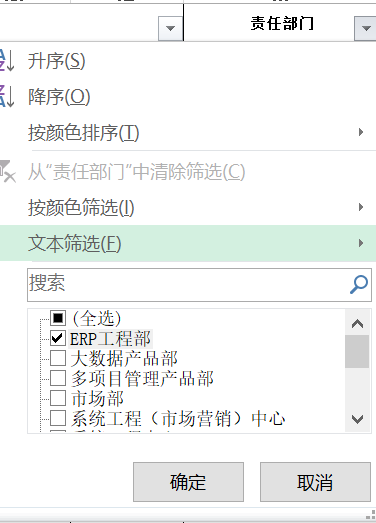 责任部门
升序(S)
降序(O)
按颜色排序(T)
从“责任部门”中清除筛选(C)
按颜色筛选(I)
文本筛选(F)
搜索
(全选)
ERP工程部
大数据产品部
多项目管理产品部
市场部
系统工程（市场营销）中心
确定
取消